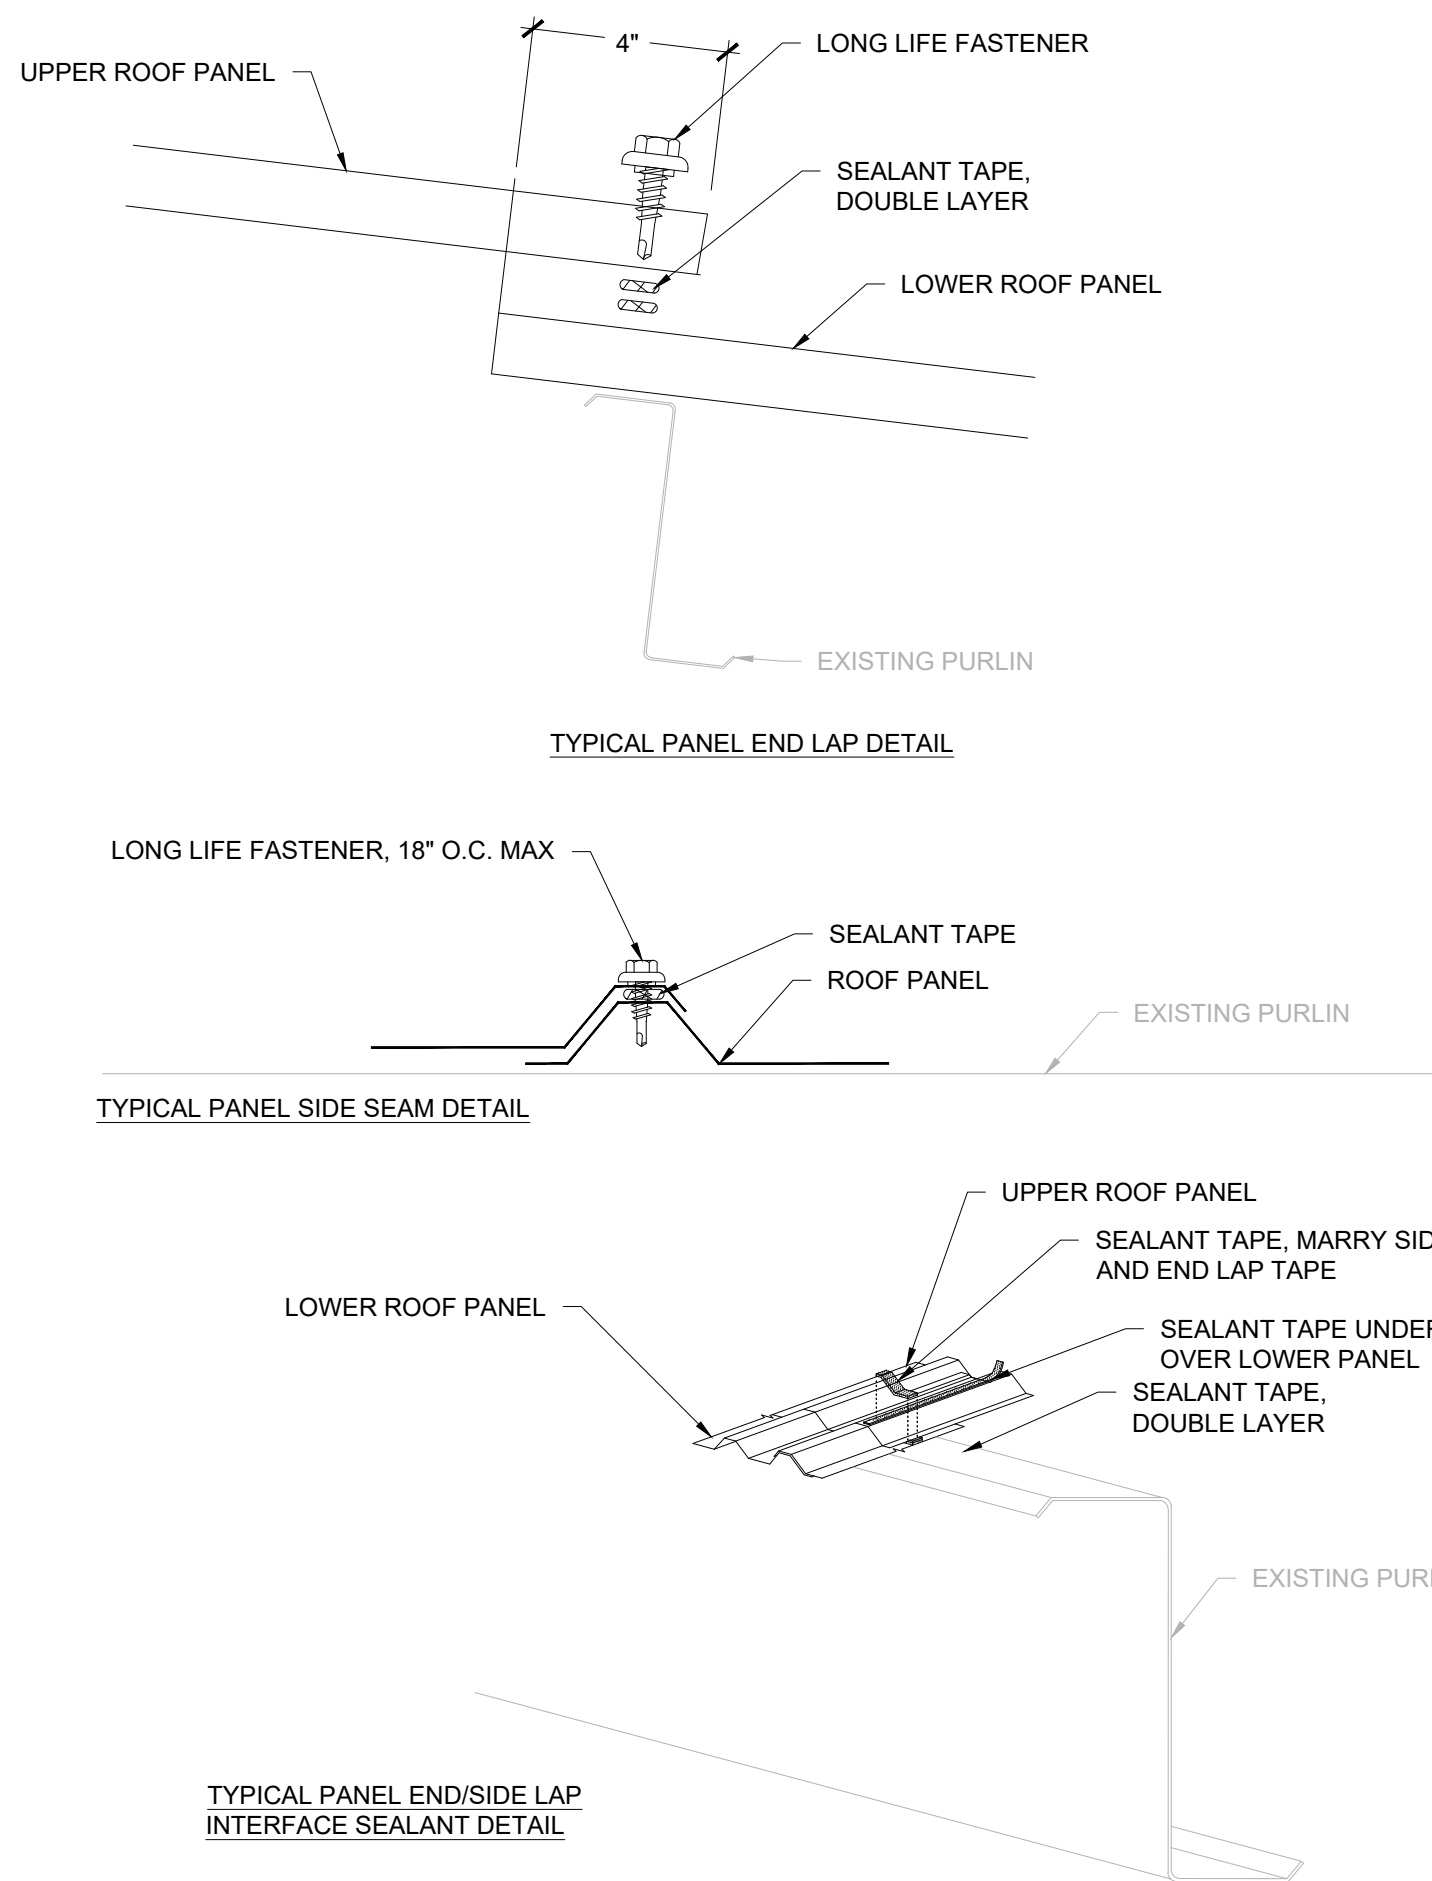 4"
LONG LIFE FASTENER
UPPER ROOF PANEL
SEALANT TAPE,
DOUBLE LAYER
LOWER ROOF PANEL
EXISTING PURLIN
TYPICAL PANEL END LAP DETAIL
LONG LIFE FASTENER, 18" O.C. MAX
SEALANT TAPE
ROOF PANEL
EXISTING PURLIN
TYPICAL PANEL SIDE SEAM DETAIL
UPPER ROOF PANEL
SEALANT TAPE, MARRY
AND END LAP TAPE
LOWER ROOF PANEL
SEALANT TAPE
OVER LOWER PANEL
SEALANT TAPE,
DOUBLE LAYER
EXISTING
TYPICAL PANEL END/SIDE LAP
INTERFACE SEALANT DETAIL